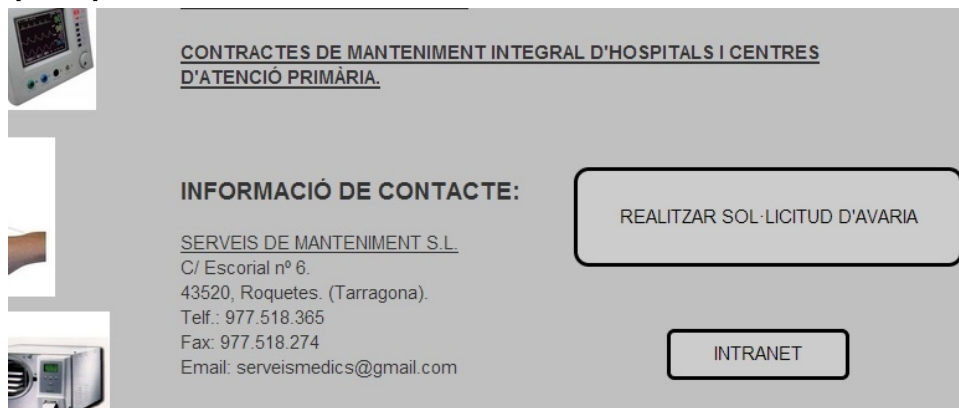 CONTRACTES DE MANTENIMENT INTEGRAL D'HOSPITALS I CENTRES
D'ATENCIÓ PRIMÀRIA.
INFORMACIÓ DE CONTACTE:
SERVEIS DE MANTENIMENT S.L.
C/ Escorial nº 6.
43520, Roquetes. (Tarragona).
Telf.: 977.518.365
Fax: 977.518.274
Email: serveismedics@gmail.com
REALITZAR SOL·LICITUD D'AVARIA
INTRANET